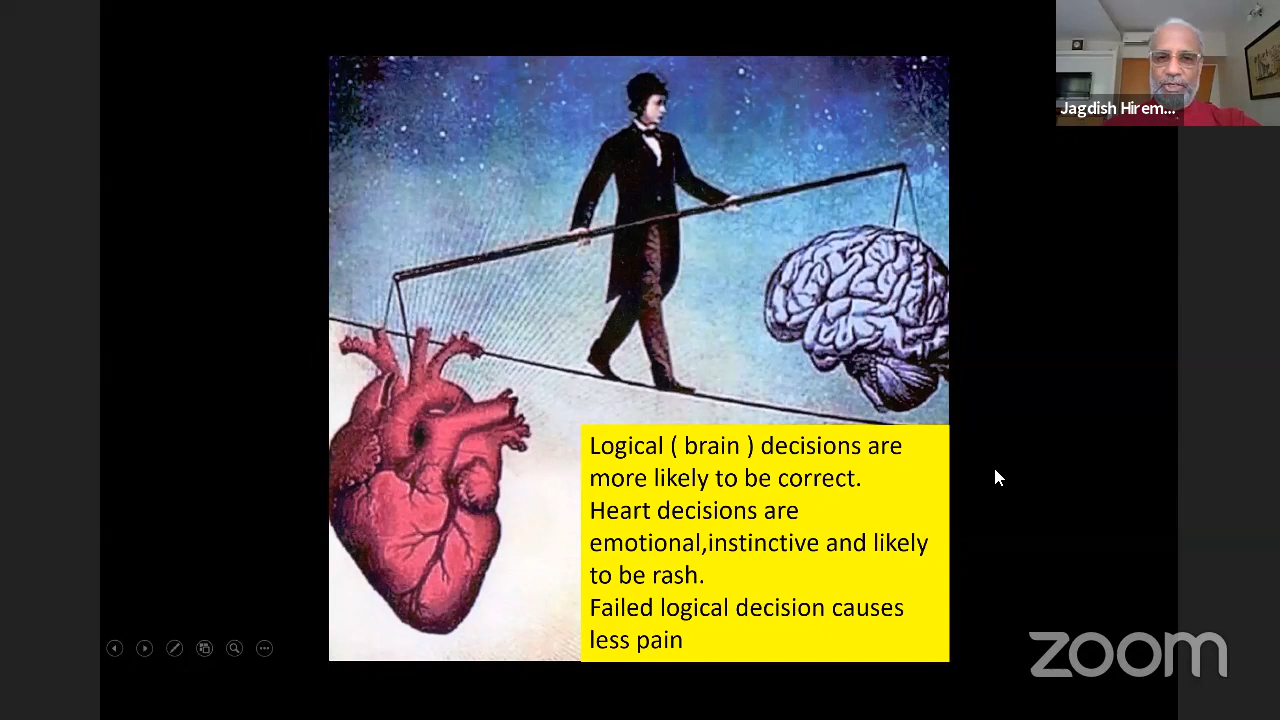 Jagdish Hirem...
Logical ( brain ) decisions are
more likely to be correct.
Heart decisions are
emotional,instinctive and likely
to be rash.
Failed logical decision causes
less pain
zoom